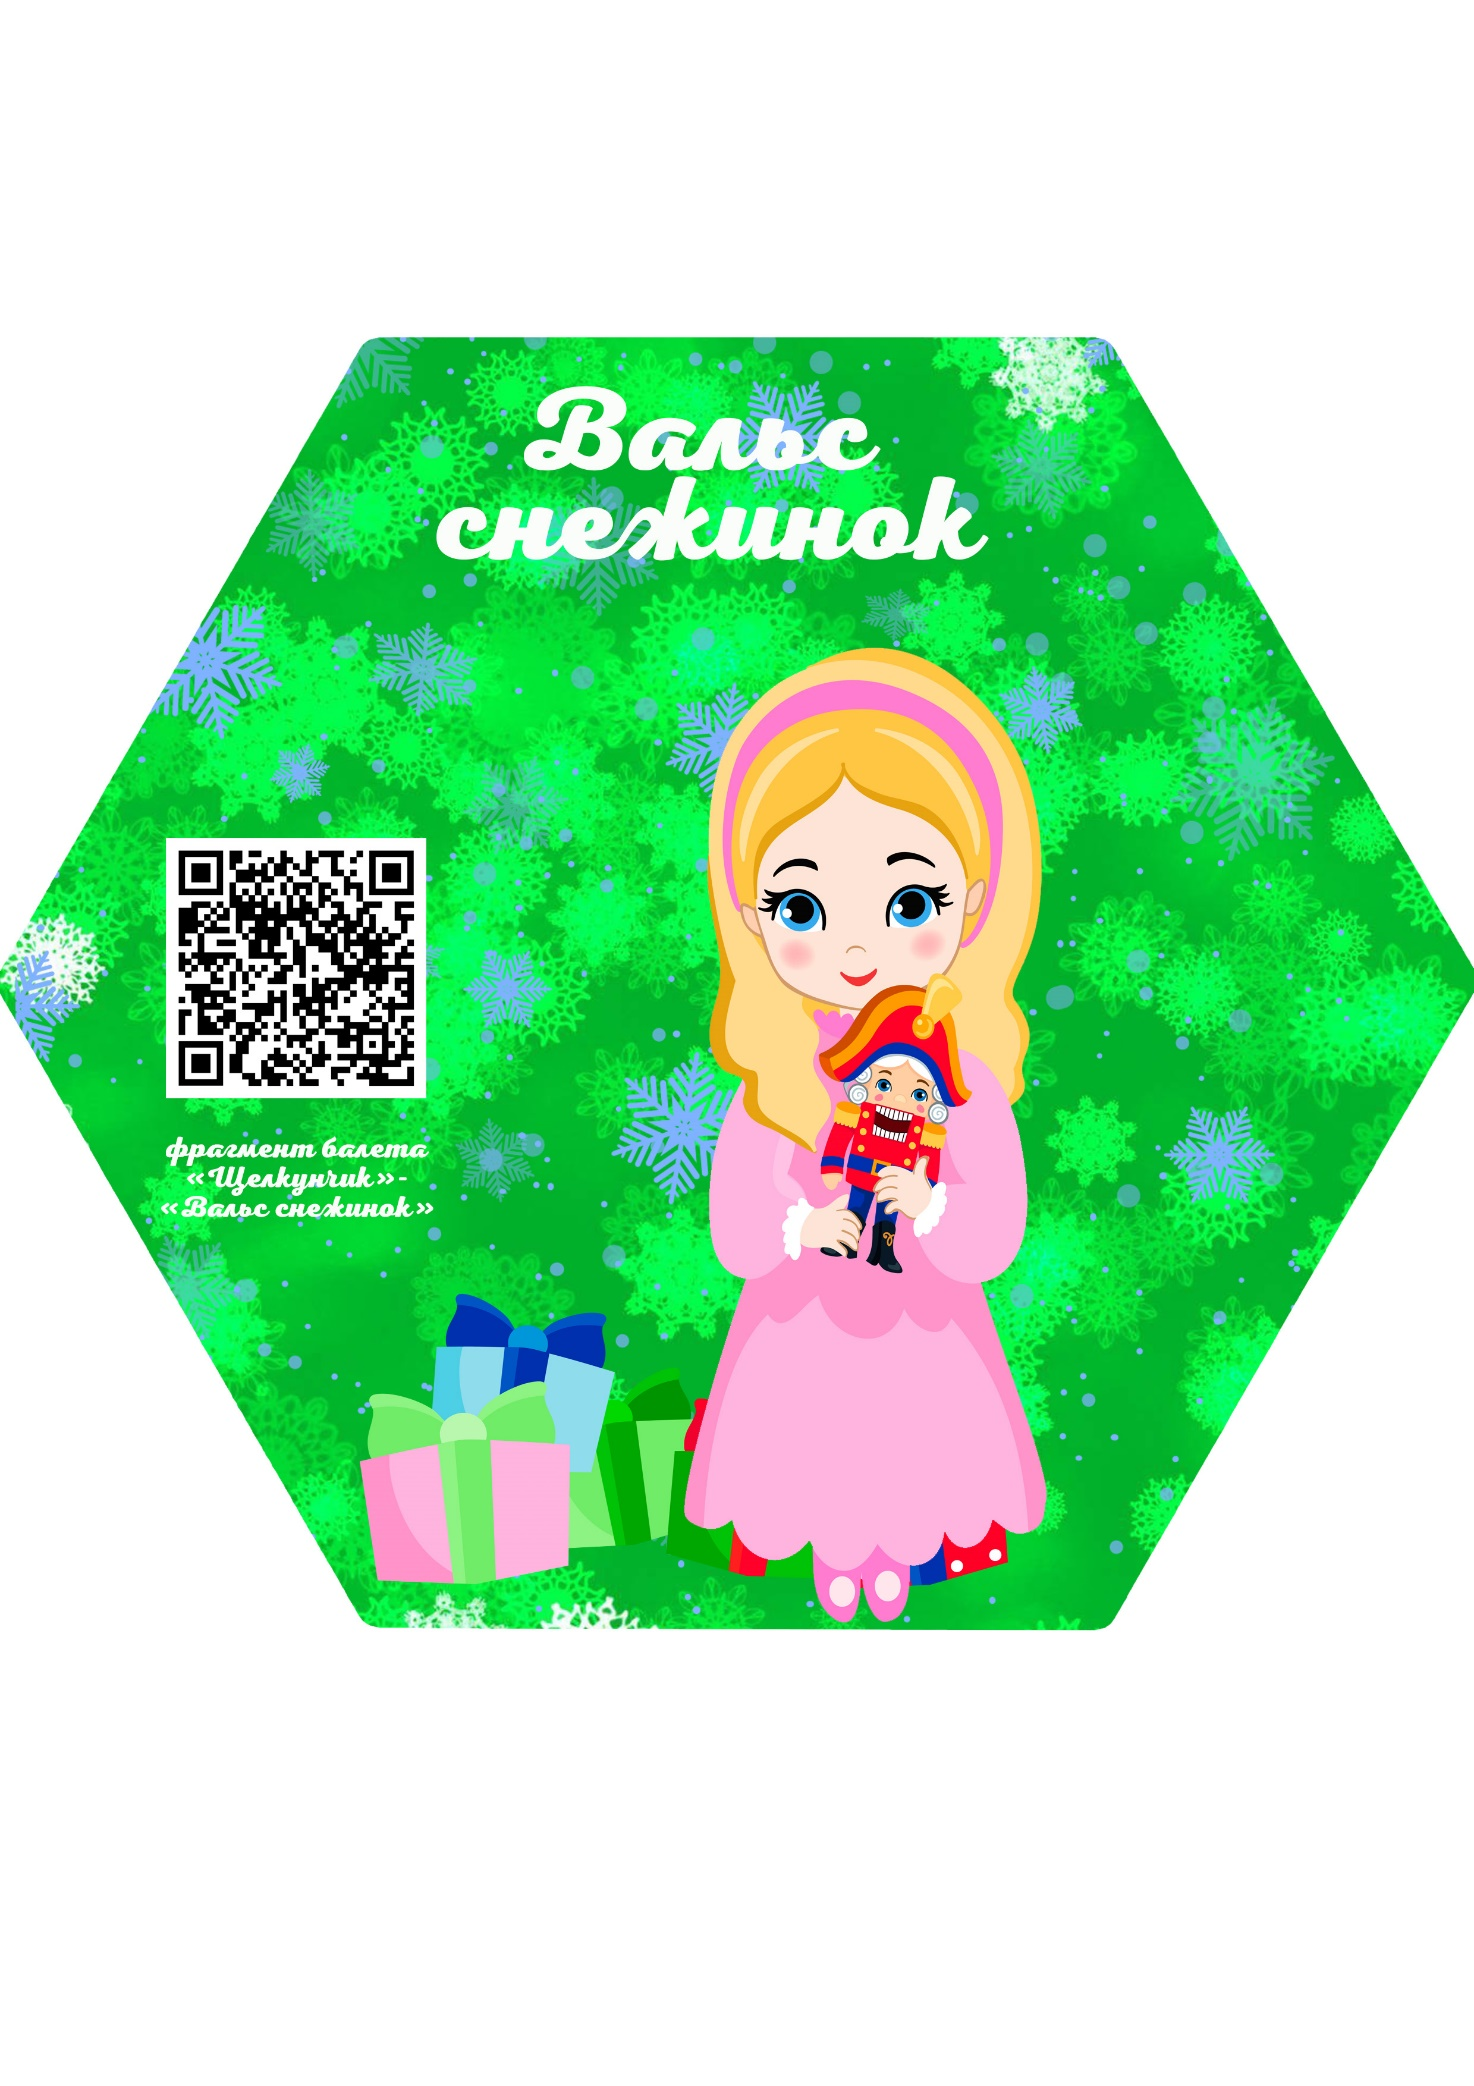 Вальс
снежинок
фрагмент балета
«Щелкунчик»-
«Вальс снежинок»